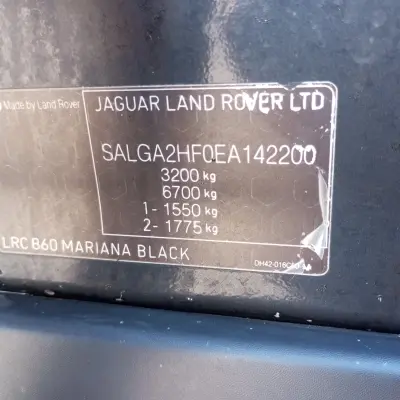 Made by Land Rover
JAGUAR LAND ROVER LTD
SALGA2HF0EA142200
3200 kg
6700 kg
1- 1550 kg
2- 1775 kg
LRC 860 MARIANA BLACK